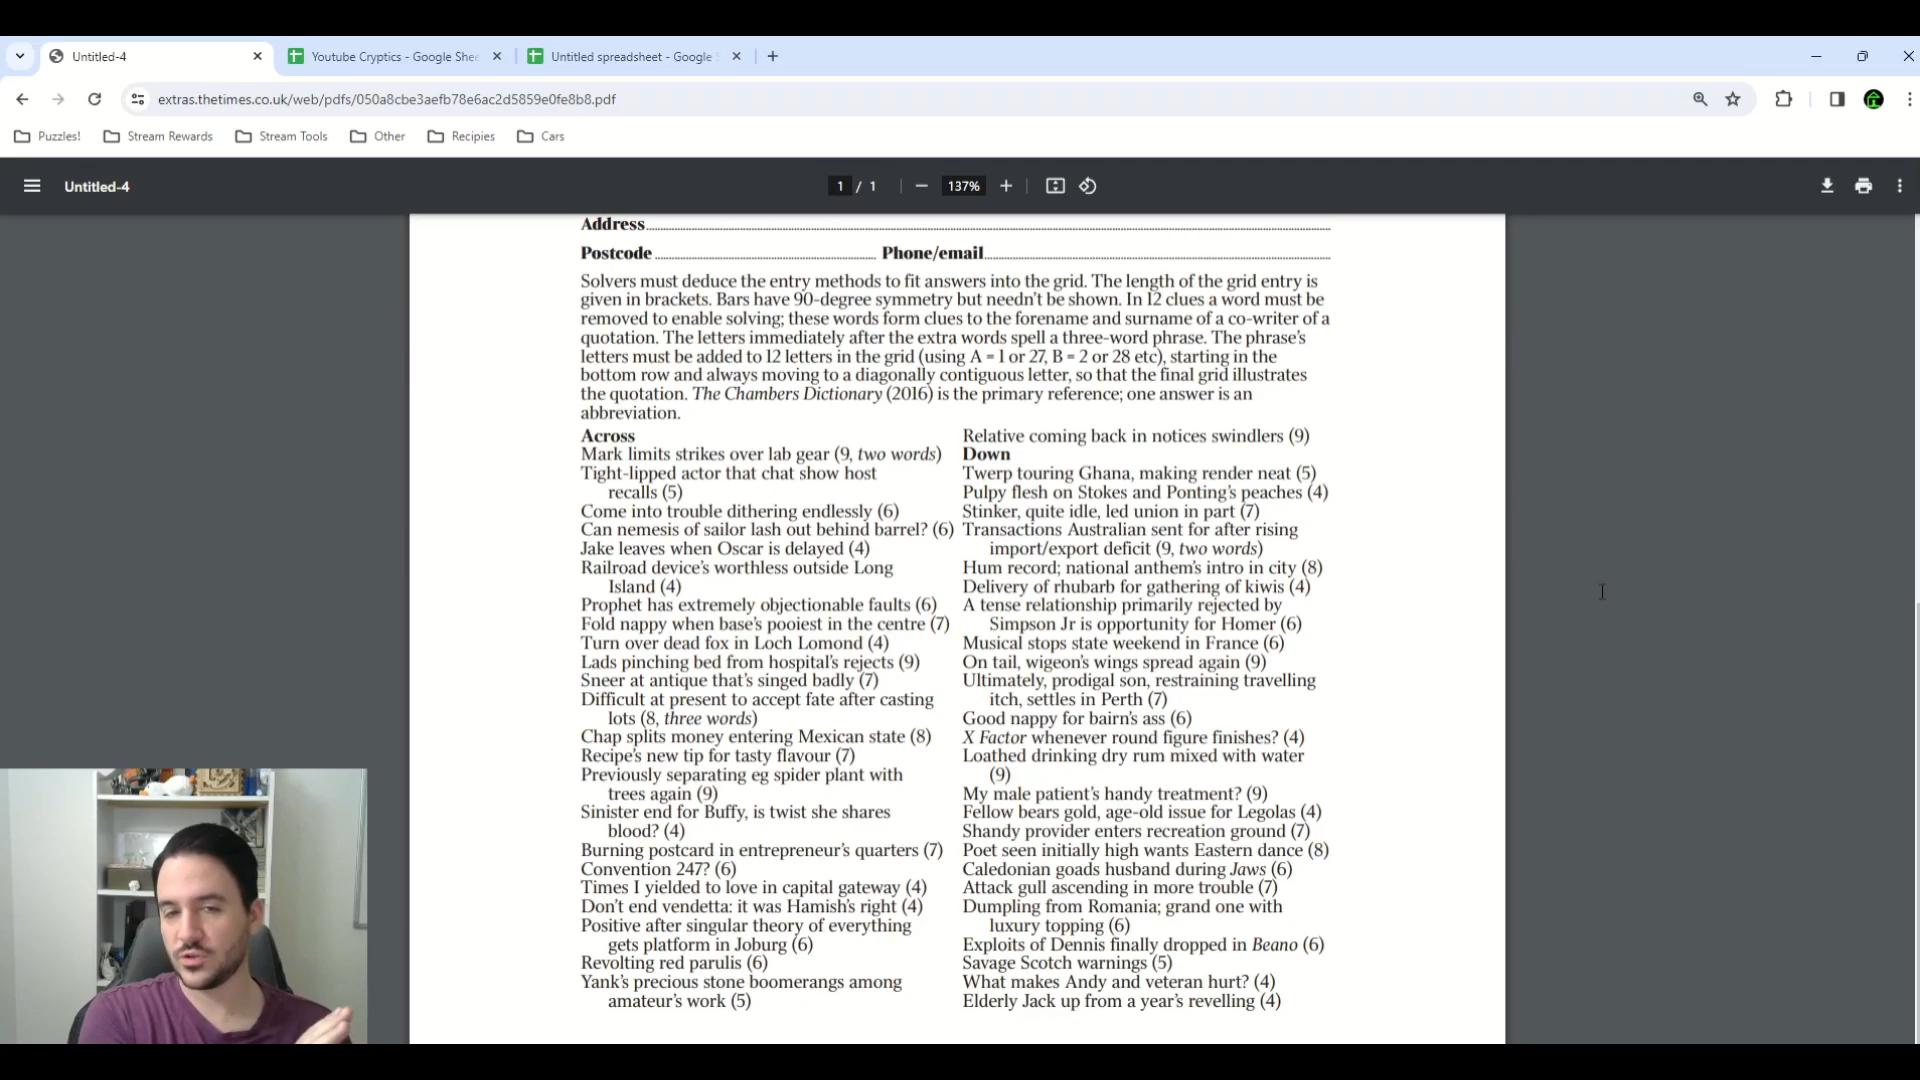 Untitled-4
Youtube Cryptics - Google Shee
Untitled spreadsheet - Google
extras.thetimes.co.uk/web/pdfs/050a8cbe3aefb78e6ac2d5859e0fe8b8.pdf
Puzzles!
Stream Rewards
Stream Tools
Other
Recipies
Cars
Untitled-4
1 / 1
137%
Address
Postcode Phone/email
Solvers must deduce the entry methods to fit answers into the grid. The length of the grid entry is
given in brackets. Bars have 90-degree symmetry but needn't be shown. In 12 clues a word must be
removed to enable solving; these words form clues to the forename and surname of a co-writer of a
quotation. The letters immediately after the extra words spell a three-word phrase. The phrase's
letters must be added to 12 letters in the grid (using A = 1 or 27, B = 2 or 28 etc), starting in the
bottom row and always moving to a diagonally contiguous letter, so that the final grid illustrates
the quotation. The Chambers Dictionary (2016) is the primary reference; one answer is an
abbreviation.
Across
Mark limits strikes over lab gear (9, two words)
Tight-lipped actor that chat show host
recalls (5)
Come into trouble dithering endlessly (6)
Can nemesis of sailor lash out behind barrel? (6)
Jake leaves when Oscar is delayed (4)
Railroad device's worthless outside Long
Island (4)
Prophet has extremely objectionable faults (6)
Fold nappy when base's pooiest in the centre (7)
Turn over dead fox in Loch Lomond (4)
Lads pinching bed from hospital's rejects (9)
Sneer at antique that's singed badly (7)
Difficult at present to accept fate after casting
lots (8, three words)
Chap splits money entering Mexican state (8)
Recipe's new tip for tasty flavour (7)
Previously separating eg spider plant with
trees again (9)
Sinister end for Buffy, is twist she shares
blood? (4)
Burning postcard in entrepreneur's quarters (7)
Convention 247? (6)
Times I yielded to love in capital gateway (4)
Don't end vendetta: it was Hamish's right (4)
Positive after singular theory of everything
gets platform in Joburg (6)
Revolting red parulis (6)
Yank's precious stone boomerangs among
amateur's work (5)
Relative coming back in notices swindlers (9)
Down
Twerp touring Ghana, making render neat (5)
Pulpy flesh on Stokes and Ponting's peaches (4)
Stinker, quite idle, led union in part (7)
Transactions Australian sent for after rising
import/export deficit (9, two words)
Hum record; national anthem's intro in city (8)
Delivery of rhubarb for gathering of kiwis (4)
A tense relationship primarily rejected by
Simpson Jr is opportunity for Homer (6)
Musical stops state weekend in France (6)
On tail, wigeon's wings spread again (9)
Ultimately, prodigal son, restraining travelling
itch, settles in Perth (7)
Good nappy for bairn's ass (6)
X Factor whenever round figure finishes? (4)
Loathed drinking dry rum mixed with water
(9)
My male patient's handy treatment? (9)
Fellow bears gold, age-old issue for Legolas (4)
Shandy provider enters recreation ground (7)
Poet seen initially high wants Eastern dance (8)
Caledonian goads husband during Jaws (6)
Attack gull ascending in more trouble (7)
Dumpling from Romania; grand one with
luxury topping (6)
Exploits of Dennis finally dropped in Beano (6)
Savage Scotch warnings (5)
What makes Andy and veteran hurt? (4)
Elderly Jack up from a year's revelling (4)